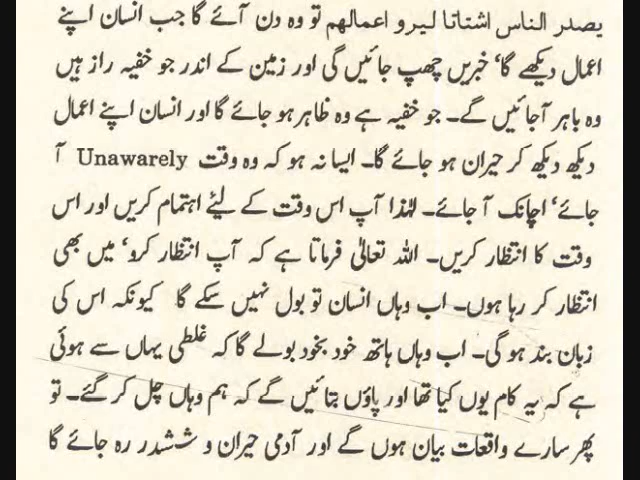 یصدر الناس اشتاتا لیرو اعمالهم تو وہ دن آئے گا جب انسان اپنے
اعمال دیکھے گا، خبریں چھپ جائیں گی اور زمین کے اندر جو خفیہ راز ہیں
وہ باہر آجائیں گے۔ جو خفیہ ہے وہ ظاہر ہو جائے گا اور انسان اپنے اعمال
دیکھ دیکھ کر حیران ہو جائے گا۔ ایسا نہ ہو کہ وہ وقت Unawarely آ
جائے، اچانک آ جائے۔ لہٰذا آپ اس وقت کے لیٔے اہتمام کریں اور اس
وقت کا انتظار کریں۔ اللہ تعالیٰ فرماتا ہے کہ آپ انتظار کرو، میں بھی
انتظار کر رہا ہوں۔ اب وہاں انسان تو بول نہیں سکے گا کیونکہ اس کی
زبان بند ہوگی۔ اب وہاں ہاتھ خود بخود بولے گا کہ غلطی یہاں سے ہوئی
ہے کہ یہ کام یوں کیا تھا اور پاؤں بتائیں گے کہ ہم وہاں چل کر گئے۔ تو
پھر سارے واقعات بیان ہوں گے اور آدمی حیران و ششدر رہ جائے گا